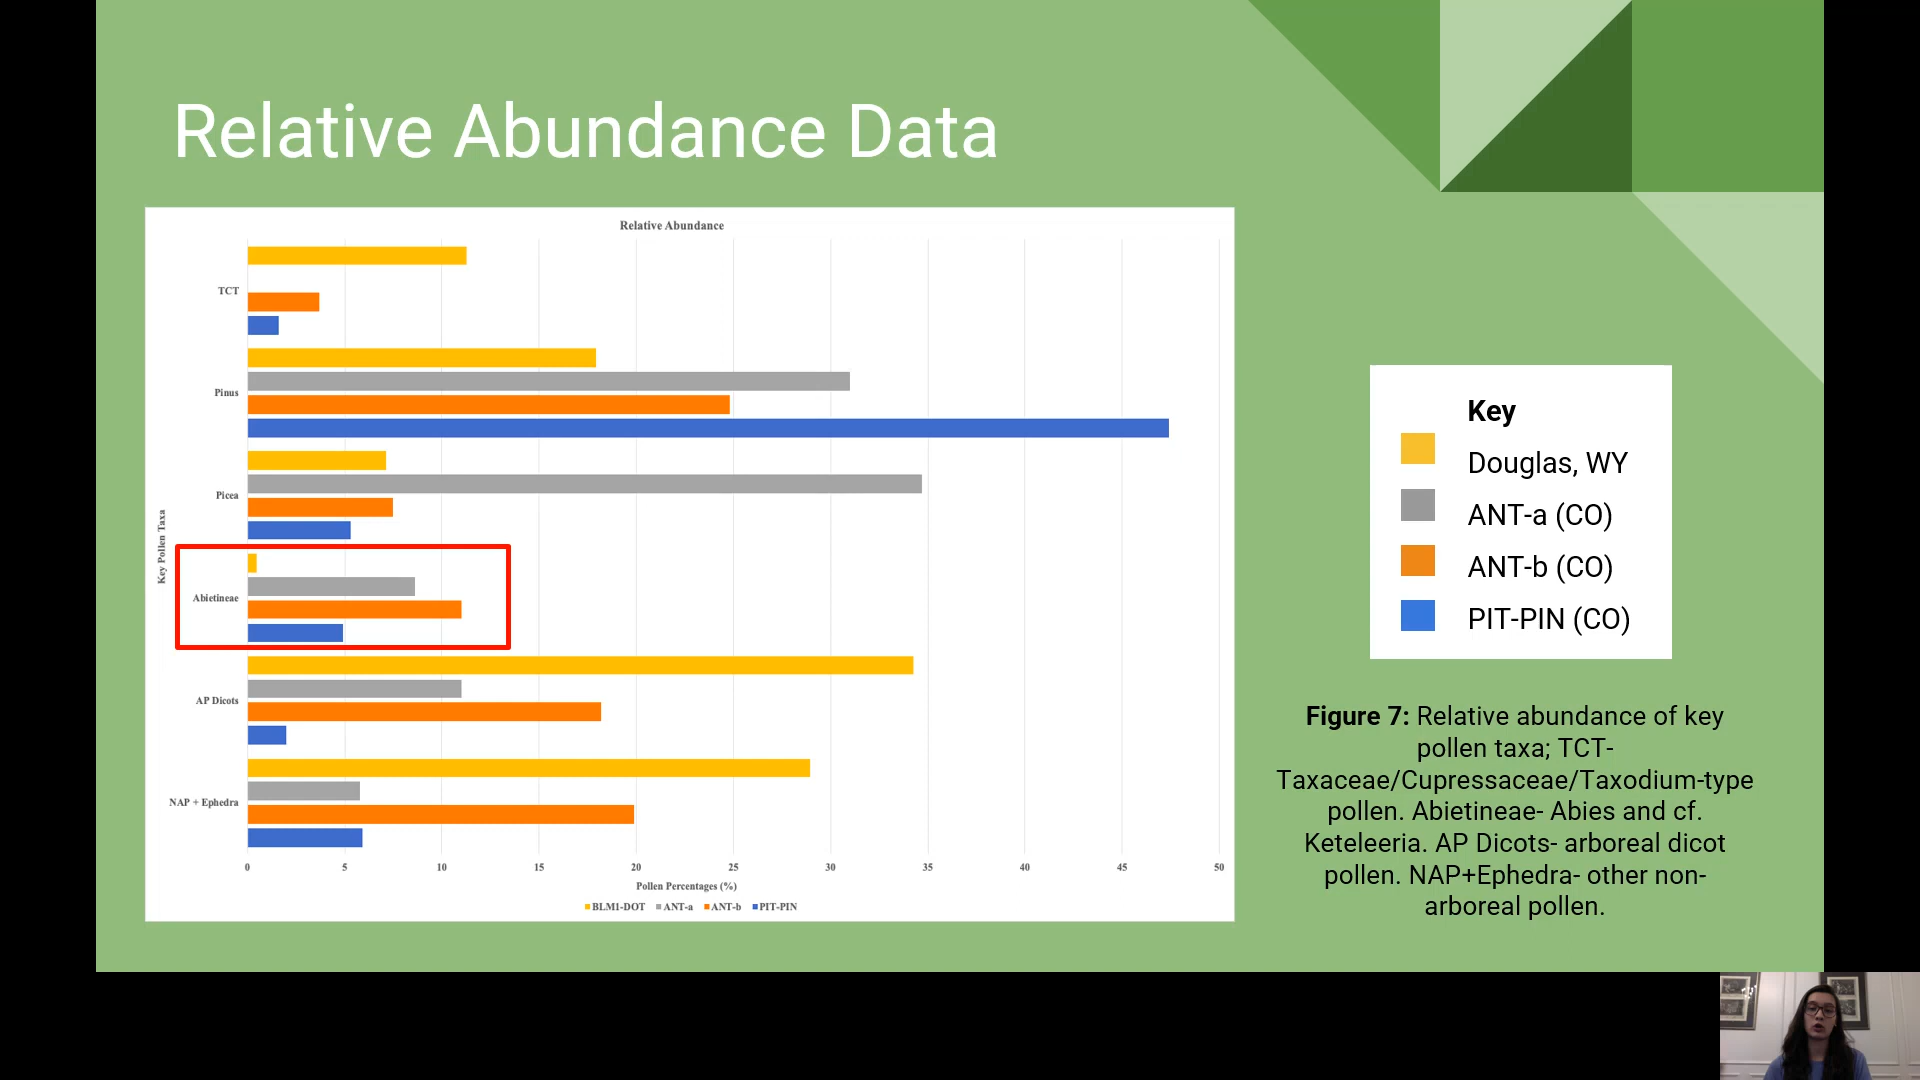 Relative Abundance Data
Relative Abundance
TCT
Pinus
Picea
Abietineae
AP Dicots
NAP + Ephedra
Key Pollen Taxa
0 5 10 15 20 25 30 35 40 45 50
Pollen Percentages (%)
BLM1-DOT ANT-a ANT-b PIT-PIN
Key
Douglas, WY
ANT-a (CO)
ANT-b (CO)
PIT-PIN (CO)
Figure 7: Relative abundance of key
pollen taxa; TCT-
Taxaceae/Cupressaceae/Taxodium-type
pollen. Abietineae- Abies and cf.
Keteleeria. AP Dicots- arboreal dicot
pollen. NAP+Ephedra- other non-
arboreal pollen.